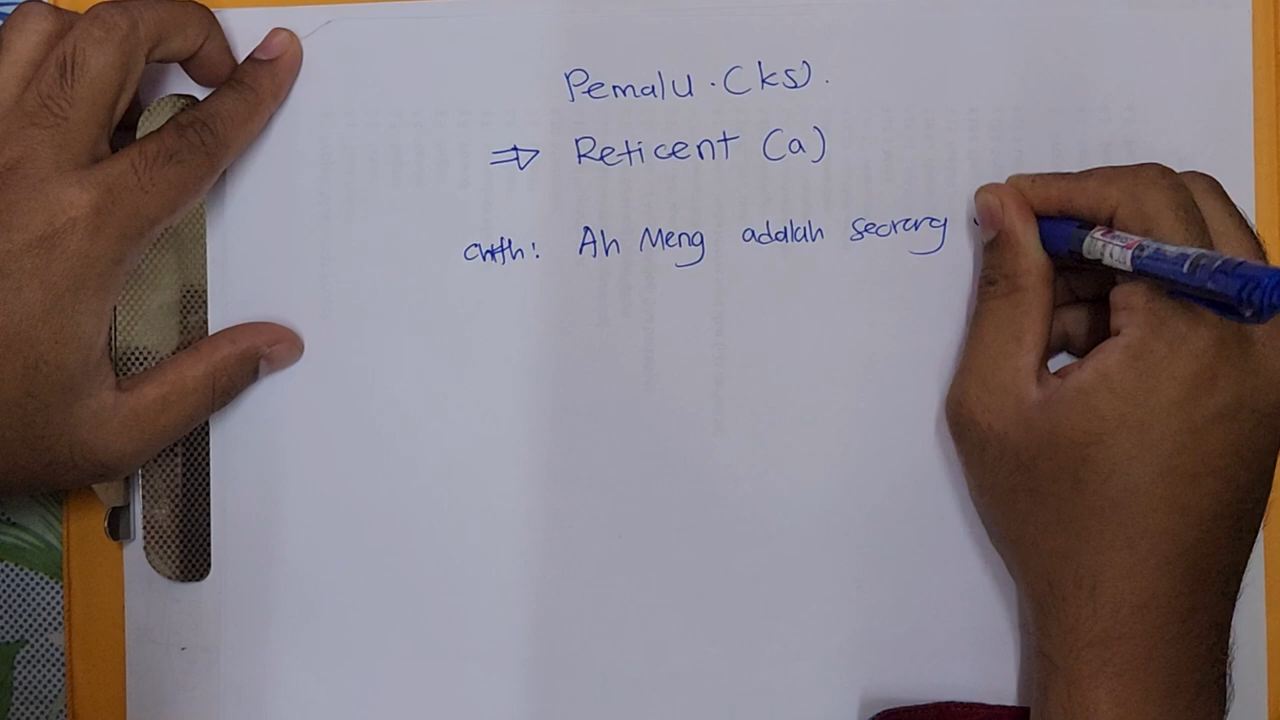 Pemalu . (ks).
⇒ Reticent (a)
cnth : Ah Meng adalah seorang